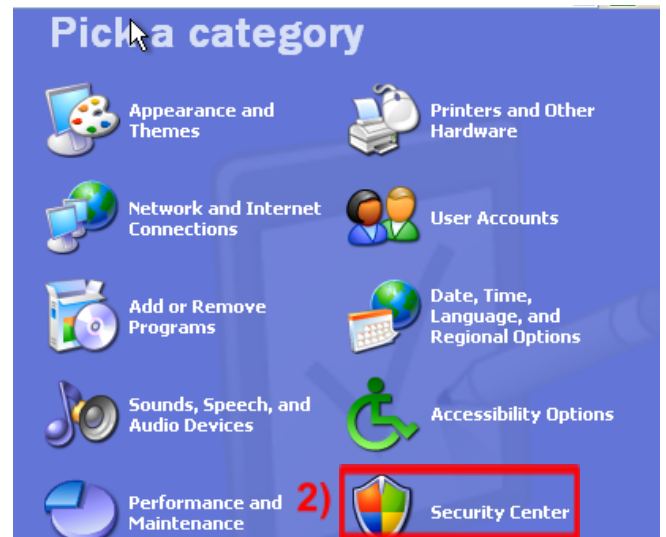 Pick a category
Appearance and
Themes
Printers and Other
Hardware
Network and Internet
Connections
User Accounts
Add or Remove
Programs
Date, Time,
Language, and
Regional Options
Sounds, Speech, and
Audio Devices
Accessibility Options
Performance and
Maintenance
2)
Security Center